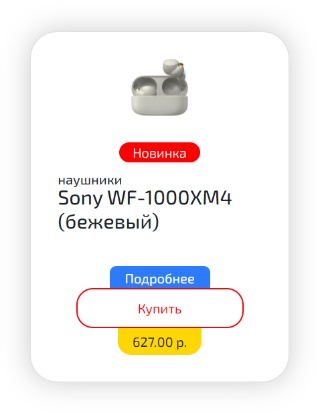 Новинка
наушники
Sony WF-1000XM4
(бежевый)
Подробнее
Купить
627.00 р.